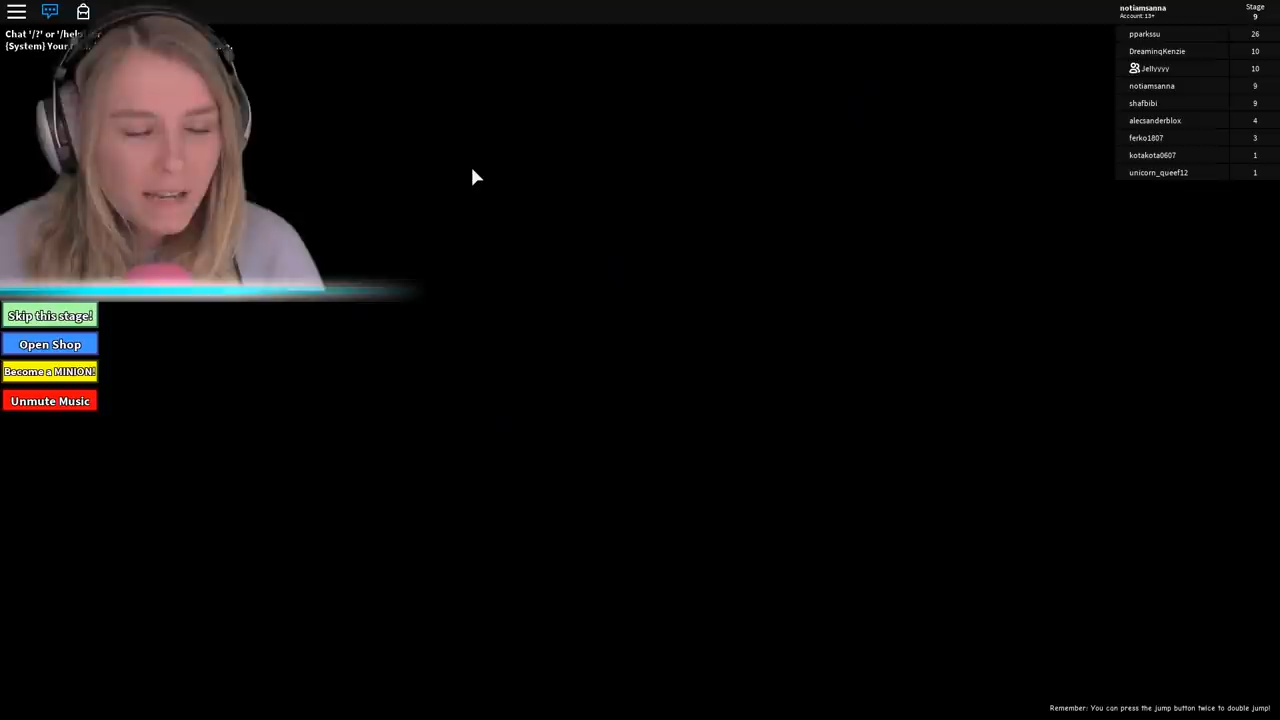 Chat '/?' or '/help'
{System} Your
notiamsanna
Account: 13+
Stage
9
pparkssu 26
DreaminqKenzie 10
Jellyyyy 10
notiamsanna 9
shafbibi 9
alecsanderblox 4
ferko1807 3
kotakota0607 1
unicorn_queef12 1
Skip this stage!
Open Shop
Become a MINION!
Unmute Music
Remember: You can press the jump button twice to double jump!